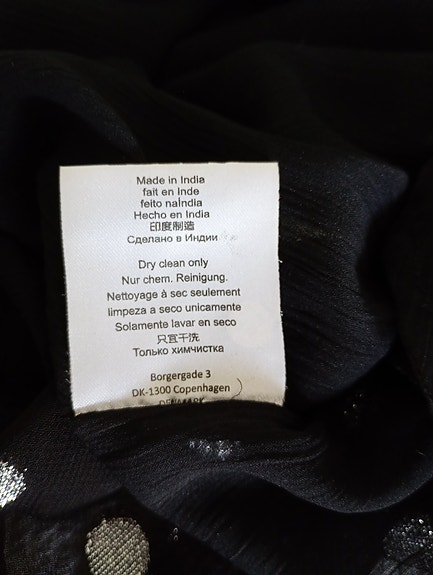 Made in India
fait en Inde
feito naÍndia
Hecho en India
印度制造
Сделано в Индии
Dry clean only
Nur chem. Reinigung.
Nettoyage à sec seulement
limpeza a seco unicamente
Solamente lavar en seco
只宜干洗
Только химчистка
Borgergade 3
DK-1300 Copenhagen
DENMARK